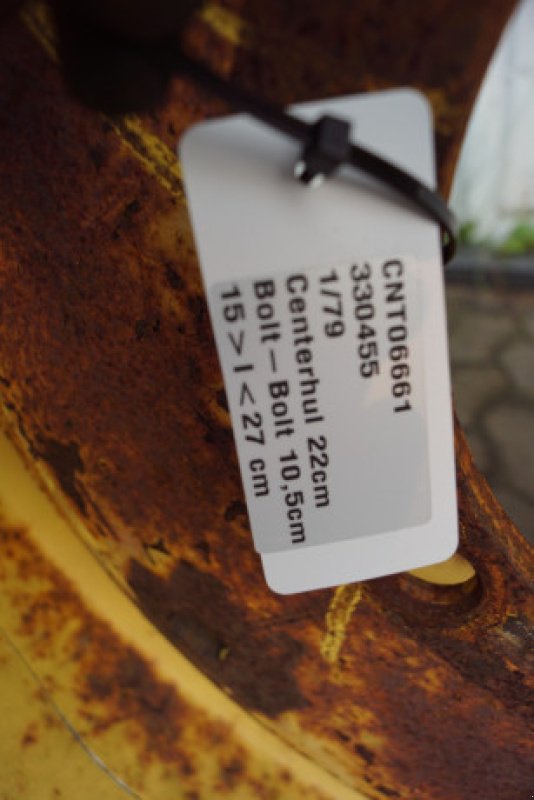 CNT06661
330455
1/79
Centerhul 22cm
Bolt – Bolt 10,5cm
15 > I < 27 cm